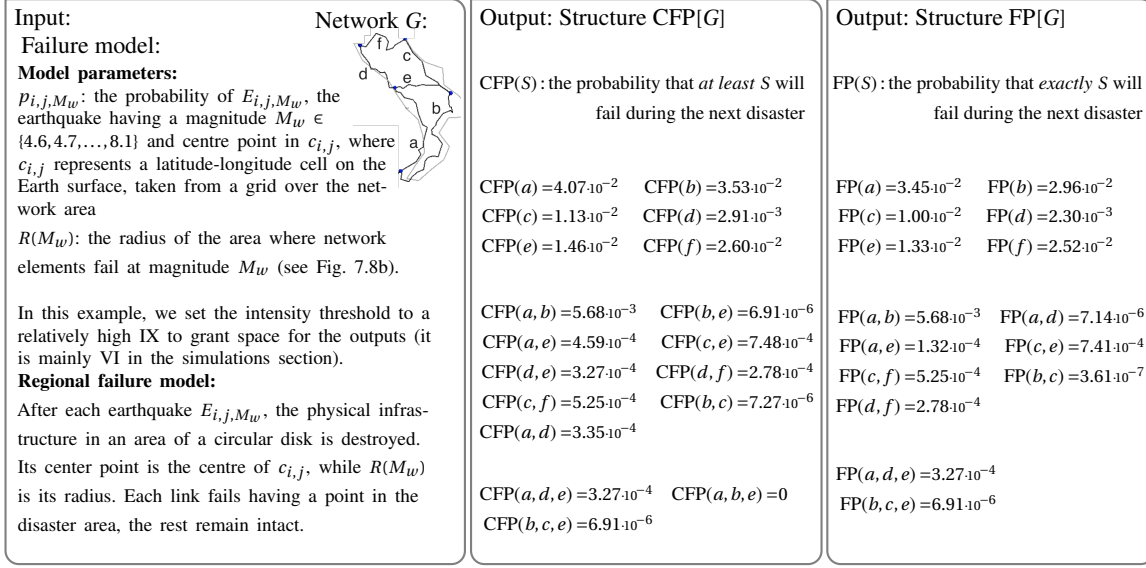 Input:
Network G:
Failure model:
Model parameters:
p_{i,j,M_w}: the probability of E_{i,j,M_w}, the
earthquake having a magnitude M_w ∈
{4.6,4.7,…,8.1} and centre point in c_{i,j}, where
c_{i,j} represents a latitude-longitude cell on the
Earth surface, taken from a grid over the net-
work area
R(M_w): the radius of the area where network
elements fail at magnitude M_w (see Fig. 7.8b).
In this example, we set the intensity threshold to a
relatively high IX to grant space for the outputs (it
is mainly VI in the simulations section).
Regional failure model:
After each earthquake E_{i,j,M_w}, the physical infras-
tructure in an area of a circular disk is destroyed.
Its center point is the centre of c_{i,j}, while R(M_w)
is its radius. Each link fails having a point in the
disaster area, the rest remain intact.
f
c
d
e
b
a
Output: Structure CFP[G]
CFP(S): the probability that at least S will
fail during the next disaster
CFP(a)=4.07·10⁻² CFP(b)=3.53·10⁻²
CFP(c)=1.13·10⁻² CFP(d)=2.91·10⁻³
CFP(e)=1.46·10⁻² CFP(f)=2.60·10⁻²
CFP(a,b)=5.68·10⁻³ CFP(b,e)=6.91·10⁻⁶
CFP(a,e)=4.59·10⁻⁴ CFP(c,e)=7.48·10⁻⁴
CFP(d,e)=3.27·10⁻⁴ CFP(d,f)=2.78·10⁻⁴
CFP(c,f)=5.25·10⁻⁴ CFP(b,c)=7.27·10⁻⁶
CFP(a,d)=3.35·10⁻⁴
CFP(a,d,e)=3.27·10⁻⁴ CFP(a,b,e)=0
CFP(b,c,e)=6.91·10⁻⁶
Output: Structure FP[G]
FP(S): the probability that exactly S will
fail during the next disaster
FP(a)=3.45·10⁻² FP(b)=2.96·10⁻²
FP(c)=1.00·10⁻² FP(d)=2.30·10⁻³
FP(e)=1.33·10⁻² FP(f)=2.52·10⁻²
FP(a,b)=5.68·10⁻³ FP(a,d)=7.14·10⁻⁶
FP(a,e)=1.32·10⁻⁴ FP(c,e)=7.41·10⁻⁴
FP(c,f)=5.25·10⁻⁴ FP(b,c)=3.61·10⁻⁷
FP(d,f)=2.78·10⁻⁴
FP(a,d,e)=3.27·10⁻⁴
FP(b,c,e)=6.91·10⁻⁶